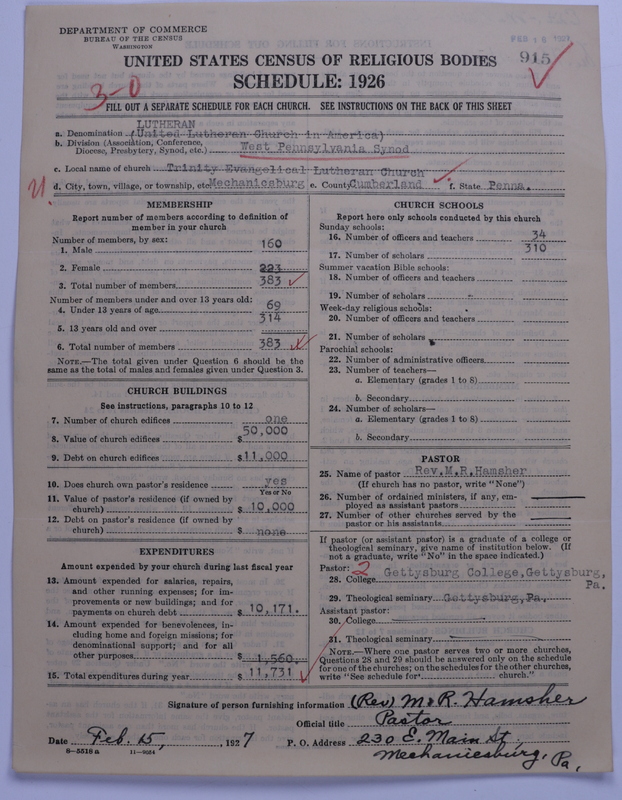 DEPARTMENT OF COMMERCE
BUREAU OF THE CENSUS
WASHINGTON
FEB 16 1927
915
UNITED STATES CENSUS OF RELIGIOUS BODIES
SCHEDULE: 1926
3-0
FILL OUT A SEPARATE SCHEDULE FOR EACH CHURCH. SEE INSTRUCTIONS ON THE BACK OF THIS SHEET
LUTHERAN
a. Denomination (United Lutheran Church in America)
b. Division (Association, Conference, Diocese, Presbytery, Synod, etc.) West Pennsylvania Synod
c. Local name of church Trinity Evangelical Lutheran Church
d. City, town, village, or township, etc. Mechanicsburg e. County Cumberland f. State Penna.
MEMBERSHIP
Report number of members according to definition of
member in your church
Number of members, by sex:
1. Male 160
2. Female 223
3. Total number of members 383
Number of members under and over 13 years old:
4. Under 13 years of age 69
5. 13 years old and over 314
6. Total number of members 383
NOTE.—The total given under Question 6 should be the
same as the total of males and females given under Question 3.
CHURCH BUILDINGS
See instructions, paragraphs 10 to 12
7. Number of church edifices one
8. Value of church edifices $ 50,000
9. Debt on church edifices $11,000
10. Does church own pastor's residence? yes
Yes or No
11. Value of pastor's residence (if owned by
church) $ 10,000
12. Debt on pastor's residence (if owned by
church) $ none
EXPENDITURES
Amount expended by your church during last fiscal year
13. Amount expended for salaries, repairs,
and other running expenses; for im-
provements or new buildings; and for
payments on church debt $ 10,171.
14. Amount expended for benevolences, in-
cluding home and foreign missions; for
denominational support; and for all
other purposes $ 1,560.
15. Total expenditures during year $ 11,731
CHURCH SCHOOLS
Report here only schools conducted by this church
Sunday schools:
16. Number of officers and teachers 34
17. Number of scholars 310
Summer vacation Bible schools:
18. Number of officers and teachers
19. Number of scholars
Week-day religious schools:
20. Number of officers and teachers
21. Number of scholars
Parochial schools:
22. Number of administrative officers
23. Number of teachers—
a. Elementary (grades 1 to 8)
b. Secondary
24. Number of scholars—
a. Elementary (grades 1 to 8)
b. Secondary
PASTOR
25. Name of pastor Rev.M.R.Hamsher
(If church has no pastor, write "None")
26. Number of ordained ministers, if any, em-
ployed as assistant pastors
27. Number of other churches served by the
pastor or his assistants
If pastor (or assistant pastor) is a graduate of a college or
theological seminary, give name of institution below. (If
not a graduate, write "No" in the space indicated.)
Pastor: 2
28. College Gettysburg College,Gettysburg, Pa.
29. Theological seminary Gettysburg,Pa.
Assistant pastor:
30. College
31. Theological seminary
NOTE.—Where one pastor serves two or more churches,
Questions 28 and 29 should be answered only on the schedule
for one of the churches; on the schedules for the other churches,
write "See schedule for church."
Signature of person furnishing information (Rev) M. R. Hamsher
Official title Pastor
Date Feb. 15, 1927 P. O. Address 230 E. Main St.
Mechanicsburg, Pa.
8-5518 a 11-9254